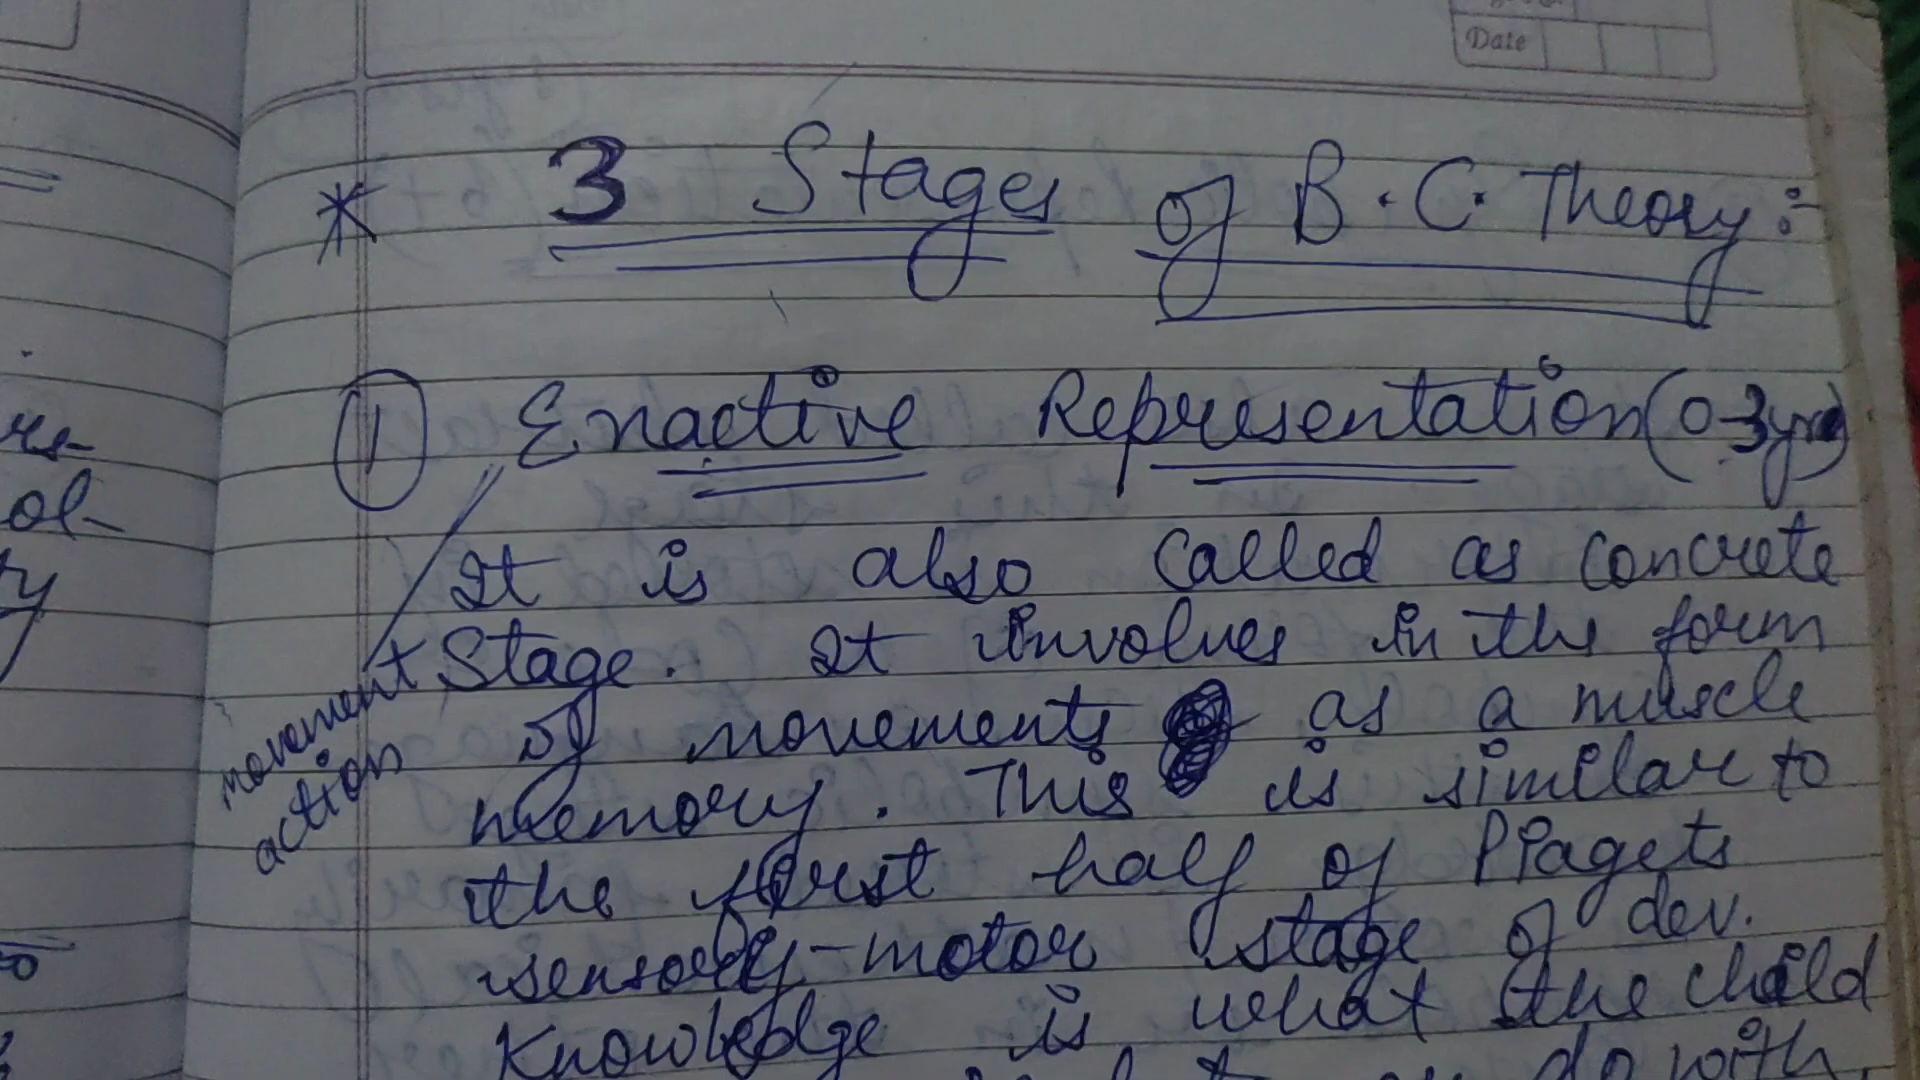 Date
* 3 Stages of B.C. Theory :-
① Enactive Representation (0-3yrs)
It is also called as concrete
Stage. It involves in the form
of movements as a muscle
memory. This is similar to
the first half of Piagets
sensory-motor stage of dev.
Knowledge is what the child
do with
movement
action